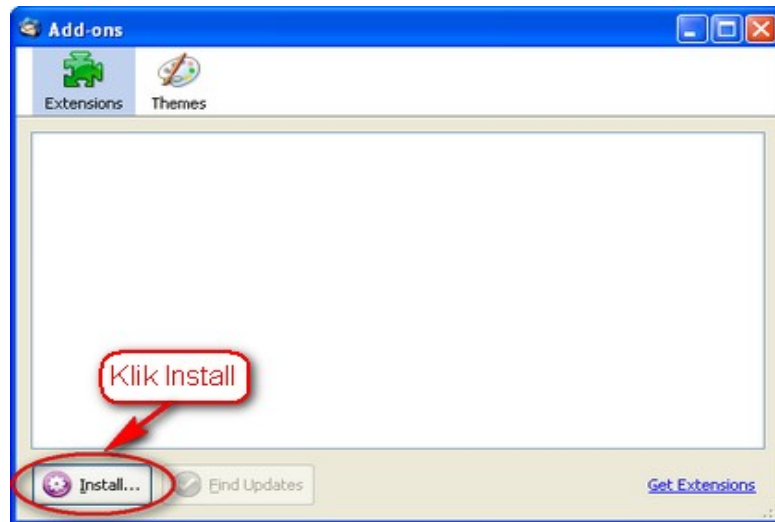 Add-ons
Extensions Themes
Klik Install
Install... Find Updates Get Extensions